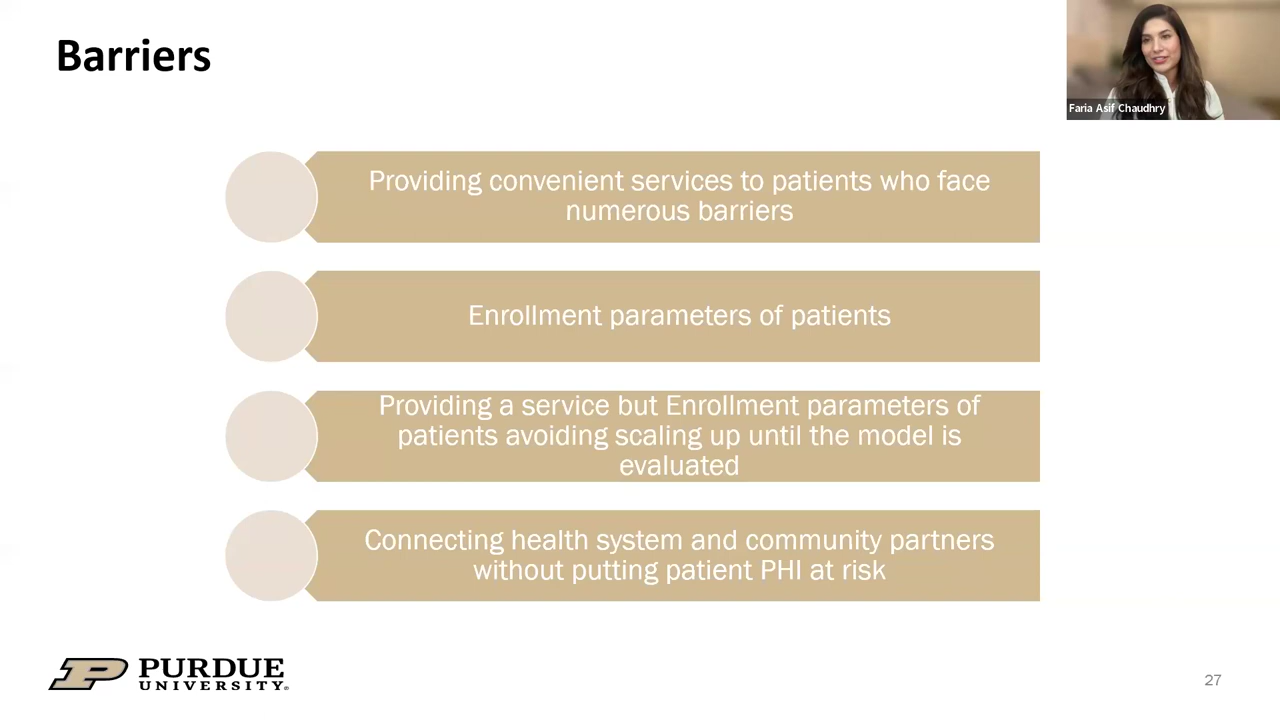 Barriers
Faria Asif Chaudhry
Providing convenient services to patients who face
numerous barriers
Enrollment parameters of patients
Providing a service but Enrollment parameters of
patients avoiding scaling up until the model is
evaluated
Connecting health system and community partners
without putting patient PHI at risk
PURDUE
UNIVERSITY®
27